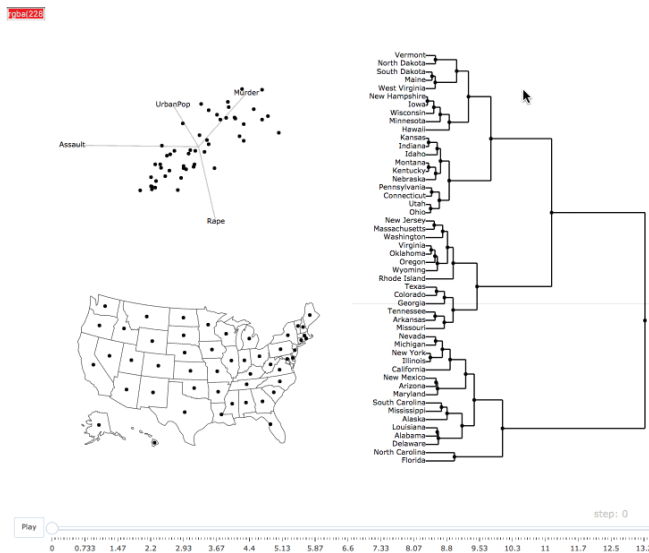 rgba(228
Murder
UrbanPop
Assault
Rape
Vermont
North Dakota
South Dakota
Maine
West Virginia
New Hampshire
Iowa
Wisconsin
Minnesota
Hawaii
Kansas
Indiana
Idaho
Montana
Kentucky
Nebraska
Pennsylvania
Connecticut
Utah
Ohio
New Jersey
Massachusetts
Washington
Virginia
Oklahoma
Oregon
Wyoming
Rhode Island
Texas
Colorado
Georgia
Tennessee
Arkansas
Missouri
Nevada
Michigan
New York
Illinois
California
New Mexico
Arizona
Maryland
South Carolina
Mississippi
Alaska
Louisiana
Alabama
Delaware
North Carolina
Florida
step: 0
Play
0 0.733 1.47 2.2 2.93 3.67 4.4 5.13 5.87 6.6 7.33 8.07 8.8 9.53 10.3 11 11.7 12.5 13.2